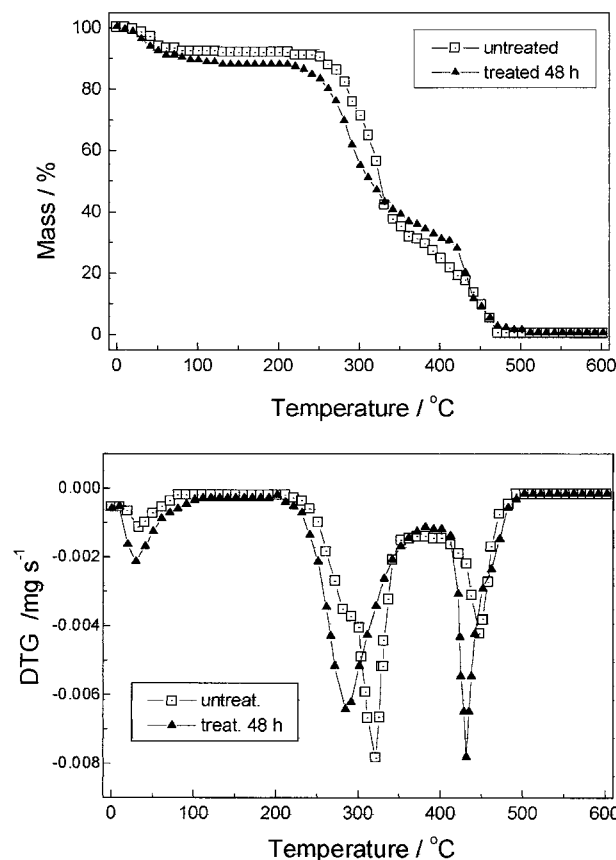 100
80
60
40
20
0
Mass / %
untreated
treated 48 h
0 100 200 300 400 500 600
Temperature / °C
0.000
-0.002
-0.004
-0.006
-0.008
DTG /mg s⁻¹
untreat.
treat. 48 h
0 100 200 300 400 500 600
Temperature / °C